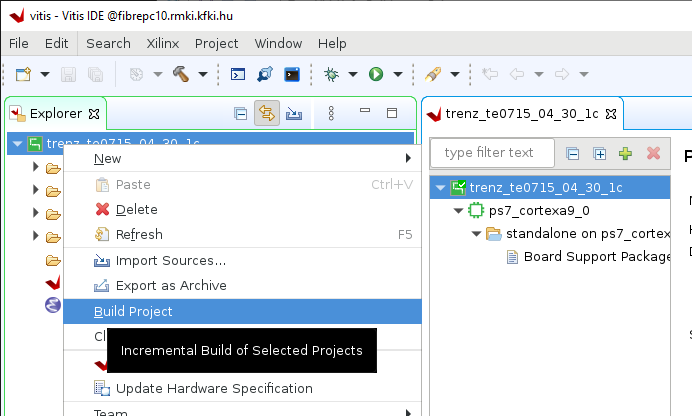 vitis - Vitis IDE @fibrepc10.rmki.kfki.hu
File Edit Search Xilinx Project Window Help
Explorer
trenz_te0715_04_30_1c
New
Paste Ctrl+V
Delete
Refresh F5
Import Sources...
Export as Archive
Build Project
Cl
Incremental Build of Selected Projects
Update Hardware Specification
Team
trenz_te0715_04_30_1c
type filter text
trenz_te0715_04_30_1c
ps7_cortexa9_0
standalone on ps7_cortex
Board Support Package